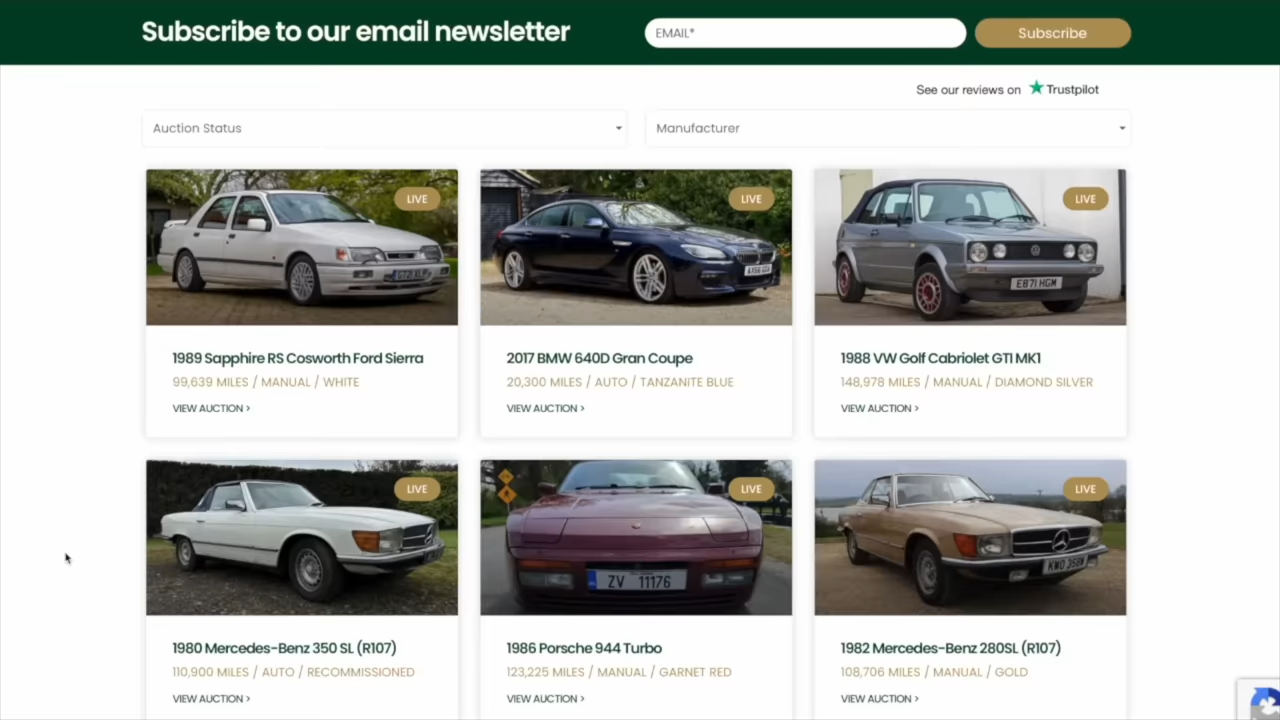 Subscribe to our email newsletter
EMAIL*
Subscribe
See our reviews on Trustpilot
Auction Status
Manufacturer
LIVE
LIVE
LIVE
E871 HGM
1989 Sapphire RS Cosworth Ford Sierra
99,639 MILES / MANUAL / WHITE
VIEW AUCTION >
2017 BMW 640D Gran Coupe
20,300 MILES / AUTO / TANZANITE BLUE
VIEW AUCTION >
1988 VW Golf Cabriolet GTI MK1
148,978 MILES / MANUAL / DIAMOND SILVER
VIEW AUCTION >
LIVE
LIVE
LIVE
ZV 11176
KWO 358W
1980 Mercedes-Benz 350 SL (R107)
110,900 MILES / AUTO / RECOMMISSIONED
VIEW AUCTION >
1986 Porsche 944 Turbo
123,225 MILES / MANUAL / GARNET RED
VIEW AUCTION >
1982 Mercedes-Benz 280SL (R107)
108,706 MILES / MANUAL / GOLD
VIEW AUCTION >